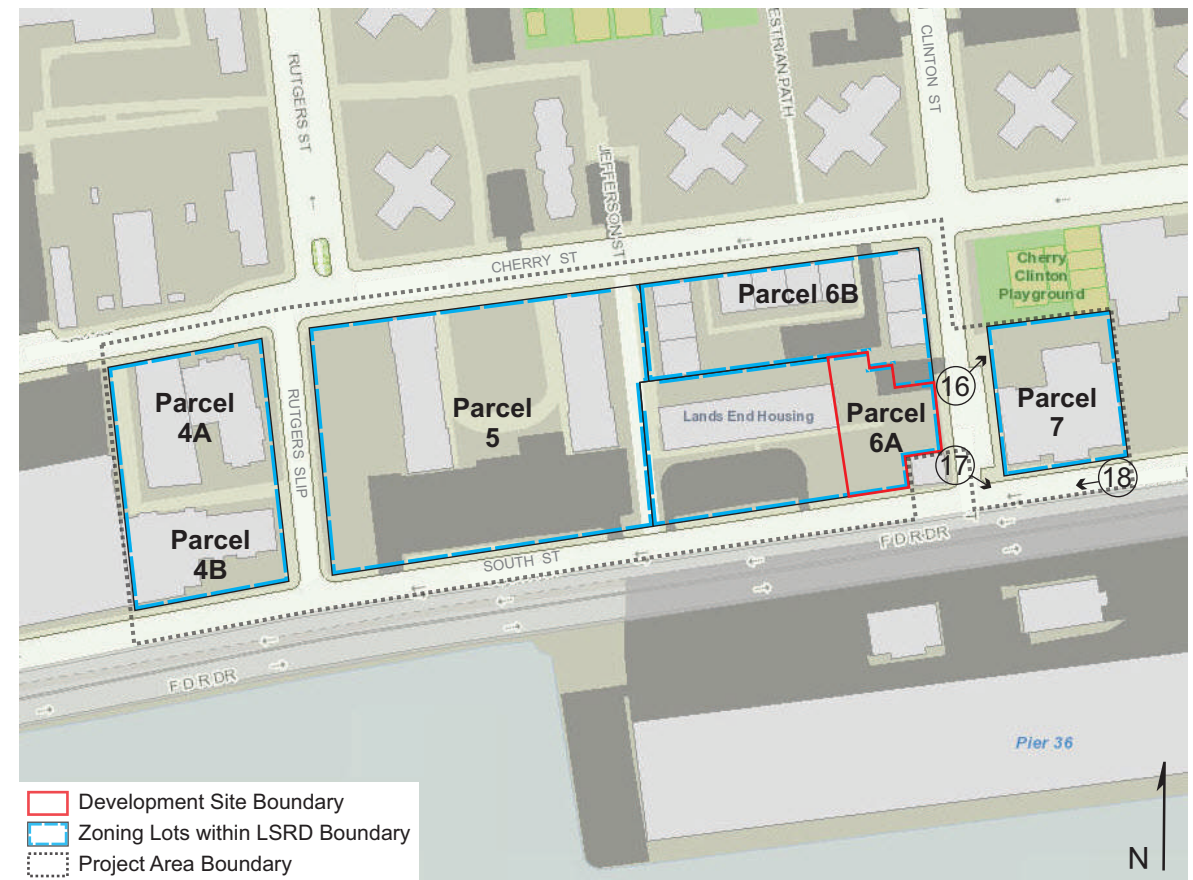 RUTGERS ST
ESTRIAN PATH
CLINTON ST
JEFFERSON ST
CHERRY ST
Cherry
Clinton
Playground
Parcel 6B
Parcel
4A
RUTGERS SLIP
Parcel
5
Lands End Housing
Parcel
6A
16
Parcel
7
17
18
Parcel
4B
SOUTH ST
F D R DR
F D R DR
Pier 36
Development Site Boundary
Zoning Lots within LSRD Boundary
Project Area Boundary
N